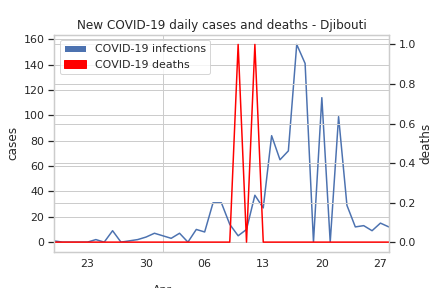 New COVID-19 daily cases and deaths - Djibouti
160
140
120
100
80
60
40
20
0
cases
COVID-19 infections
COVID-19 deaths
1.0
0.8
0.6
0.4
0.2
0.0
deaths
23 30 06 13 20 27
Apr